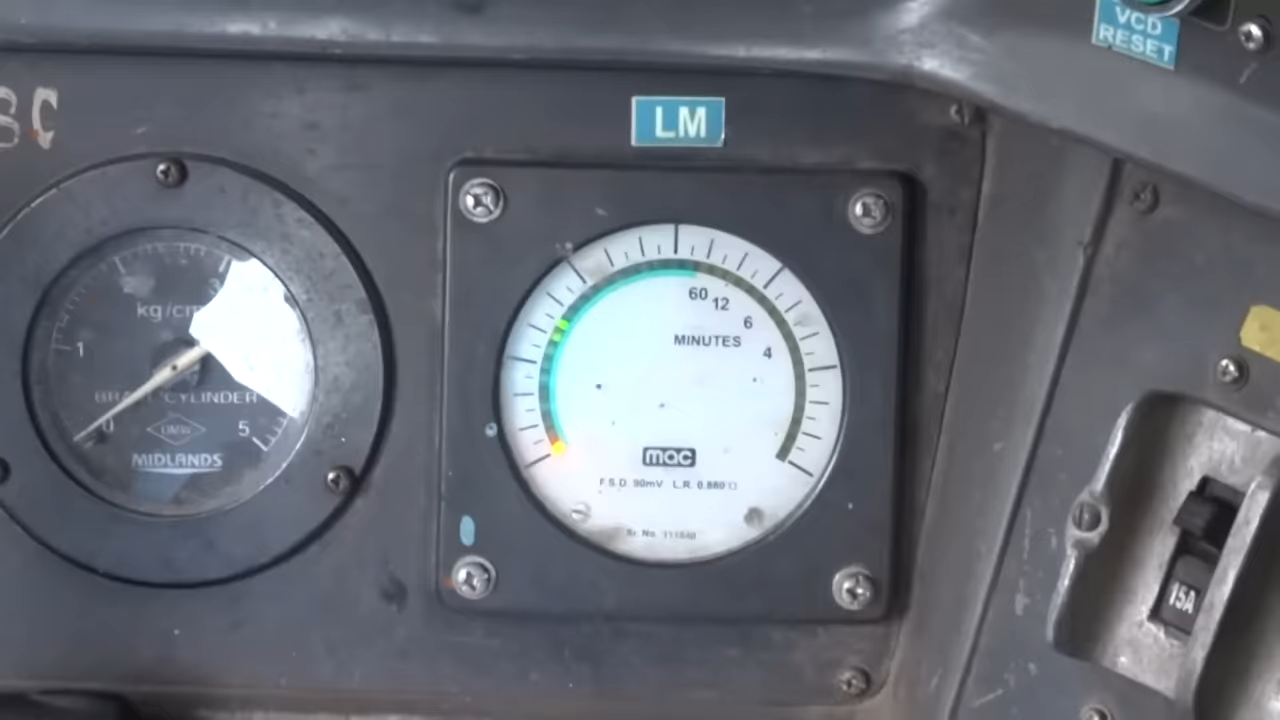 VCD
RESET
LM
3
kg/cm
1
BRAKE CYLINDER
0
5
MIDLANDS
60
12
6
MINUTES
4
mac
F.S.D. 90mV L.R. 0.880 Ω
Sr. No.
15A